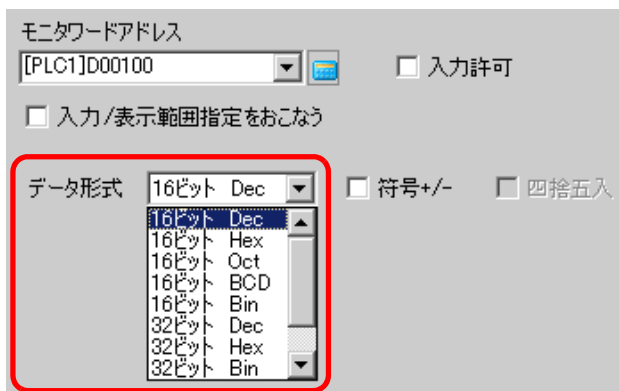 モニタワードアドレス
[PLC1]D00100
入力許可
入力/表示範囲指定をおこなう
データ形式 16ビット Dec 符号+/- 四捨五入
16ビット Dec
16ビット Hex
16ビット Oct
16ビット BCD
16ビット Bin
32ビット Dec
32ビット Hex
32ビット Bin